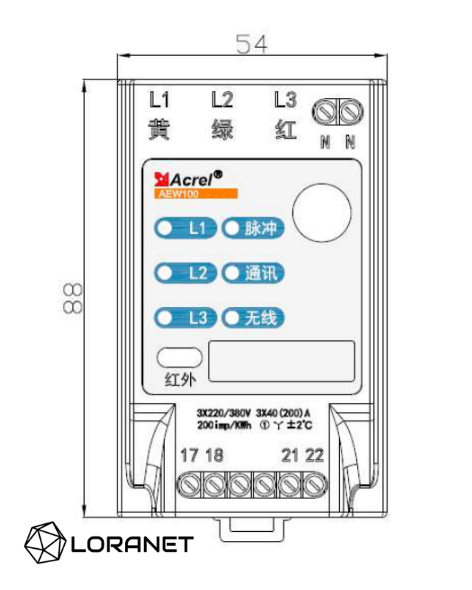 54
L1 L2 L3
黄 绿 红
N N
Acrel®
AEW100
L1 脉冲
88
L2 通讯
L3 无线
红外
3X220/380V 3X40(200)A
200imp/KWh ① Y ±2℃
17 18 21 22
LORANET